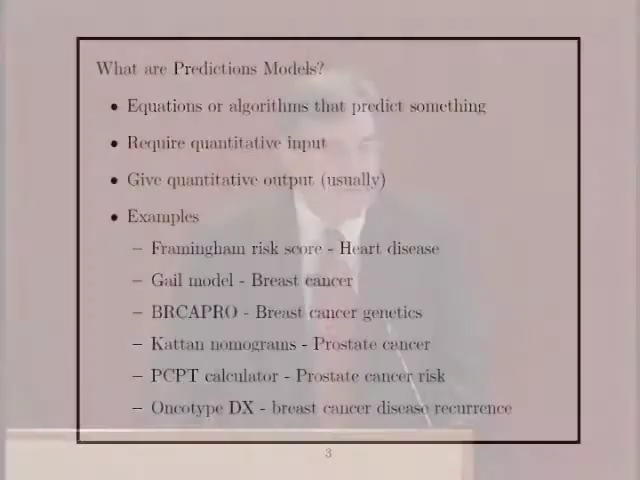 What are Predictions Models?
• Equations or algorithms that predict something
• Require quantitative input
• Give quantitative output (usually)
• Examples
– Framingham risk score - Heart disease
– Gail model - Breast cancer
– BRCAPRO - Breast cancer genetics
– Kattan nomograms - Prostate cancer
– PCPT calculator - Prostate cancer risk
– Oncotype DX - breast cancer disease recurrence
3